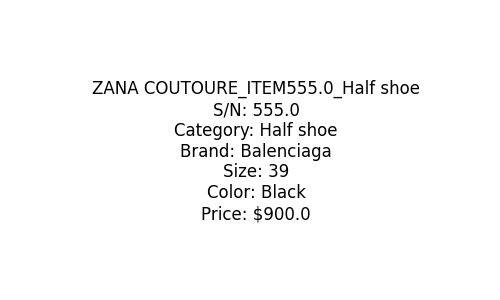 ZANA COUTOURE_ITEM555.0_Half shoe
S/N: 555.0
Category: Half shoe
Brand: Balenciaga
Size: 39
Color: Black
Price: $900.0